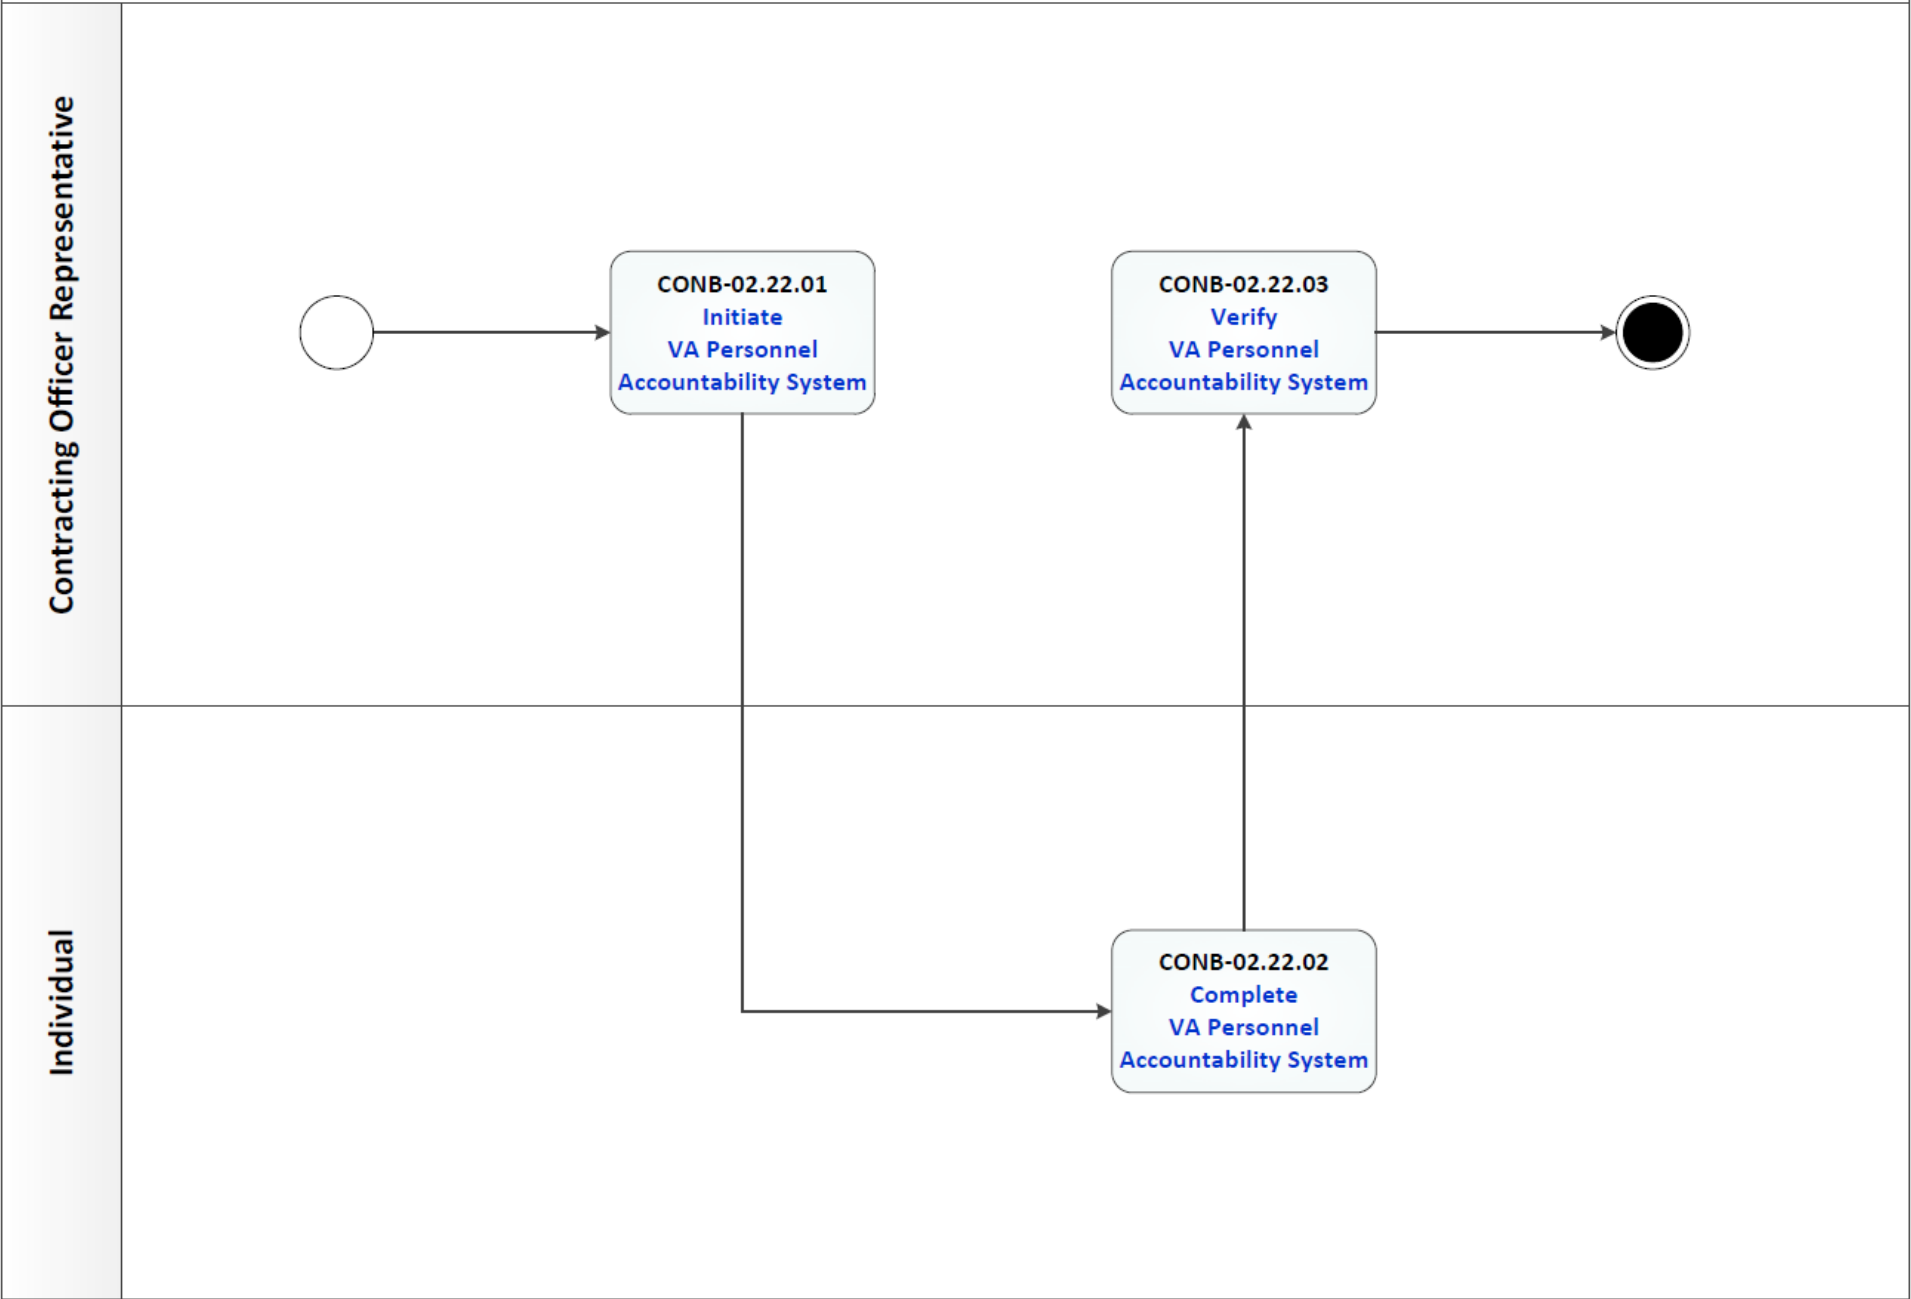 Contracting Officer Representative
CONB-02.22.01
Initiate
VA Personnel
Accountability System
CONB-02.22.03
Verify
VA Personnel
Accountability System
Individual
CONB-02.22.02
Complete
VA Personnel
Accountability System